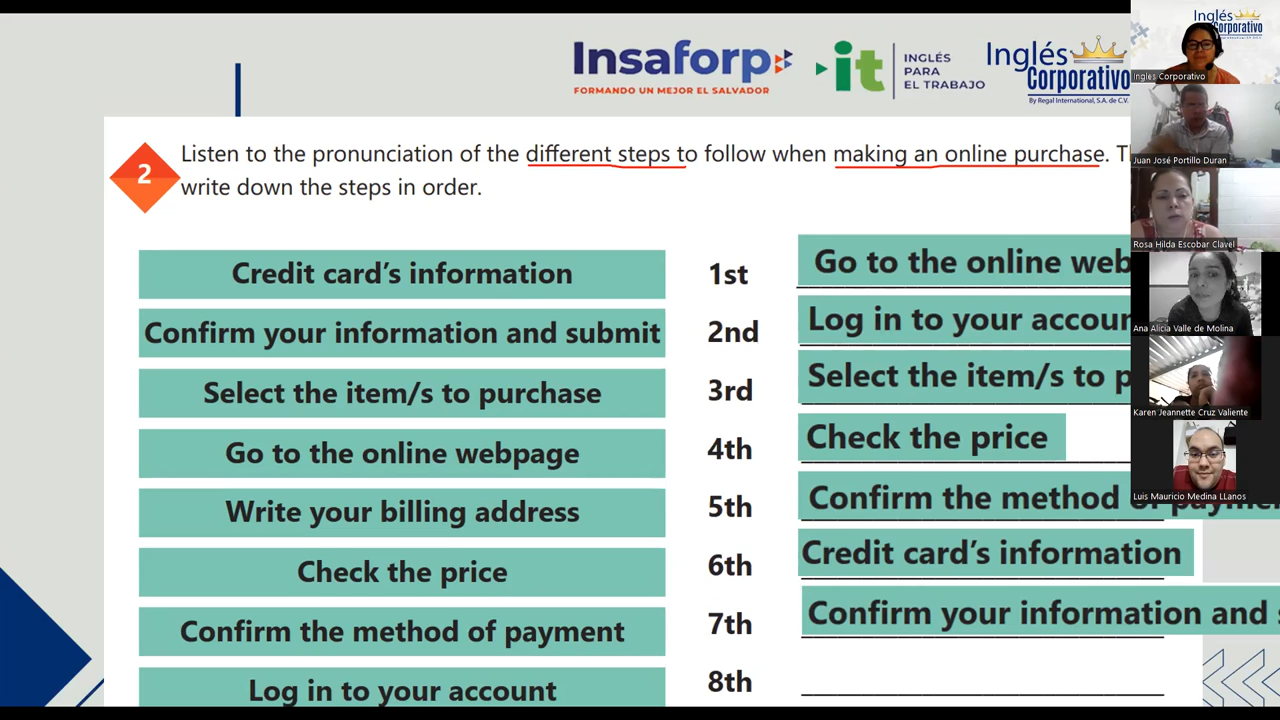 Insaforp
FORMANDO UN MEJOR EL SALVADOR
it
INGLÉS
PARA
EL TRABAJO
Inglés
Corporativo
By Regal International, S.A. de C.V.
2
Listen to the pronunciation of the different steps to follow when making an online purchase.
write down the steps in order.
Credit card's information
Confirm your information and submit
Select the item/s to purchase
Go to the online webpage
Write your billing address
Check the price
Confirm the method of payment
Log in to your account
1st Go to the online web
2nd Log in to your accoun
3rd Select the item/s to p
4th Check the price
5th Confirm the method of payme
6th Credit card's information
7th Confirm your information and
8th
Inglés
Corporativo
Ingles Corporativo
Juan José Portillo Duran
Rosa Hilda Escobar Clavel
Ana Alicia Valle de Molina
Karen Jeannette Cruz Valiente
Luis Mauricio Medina LLanos